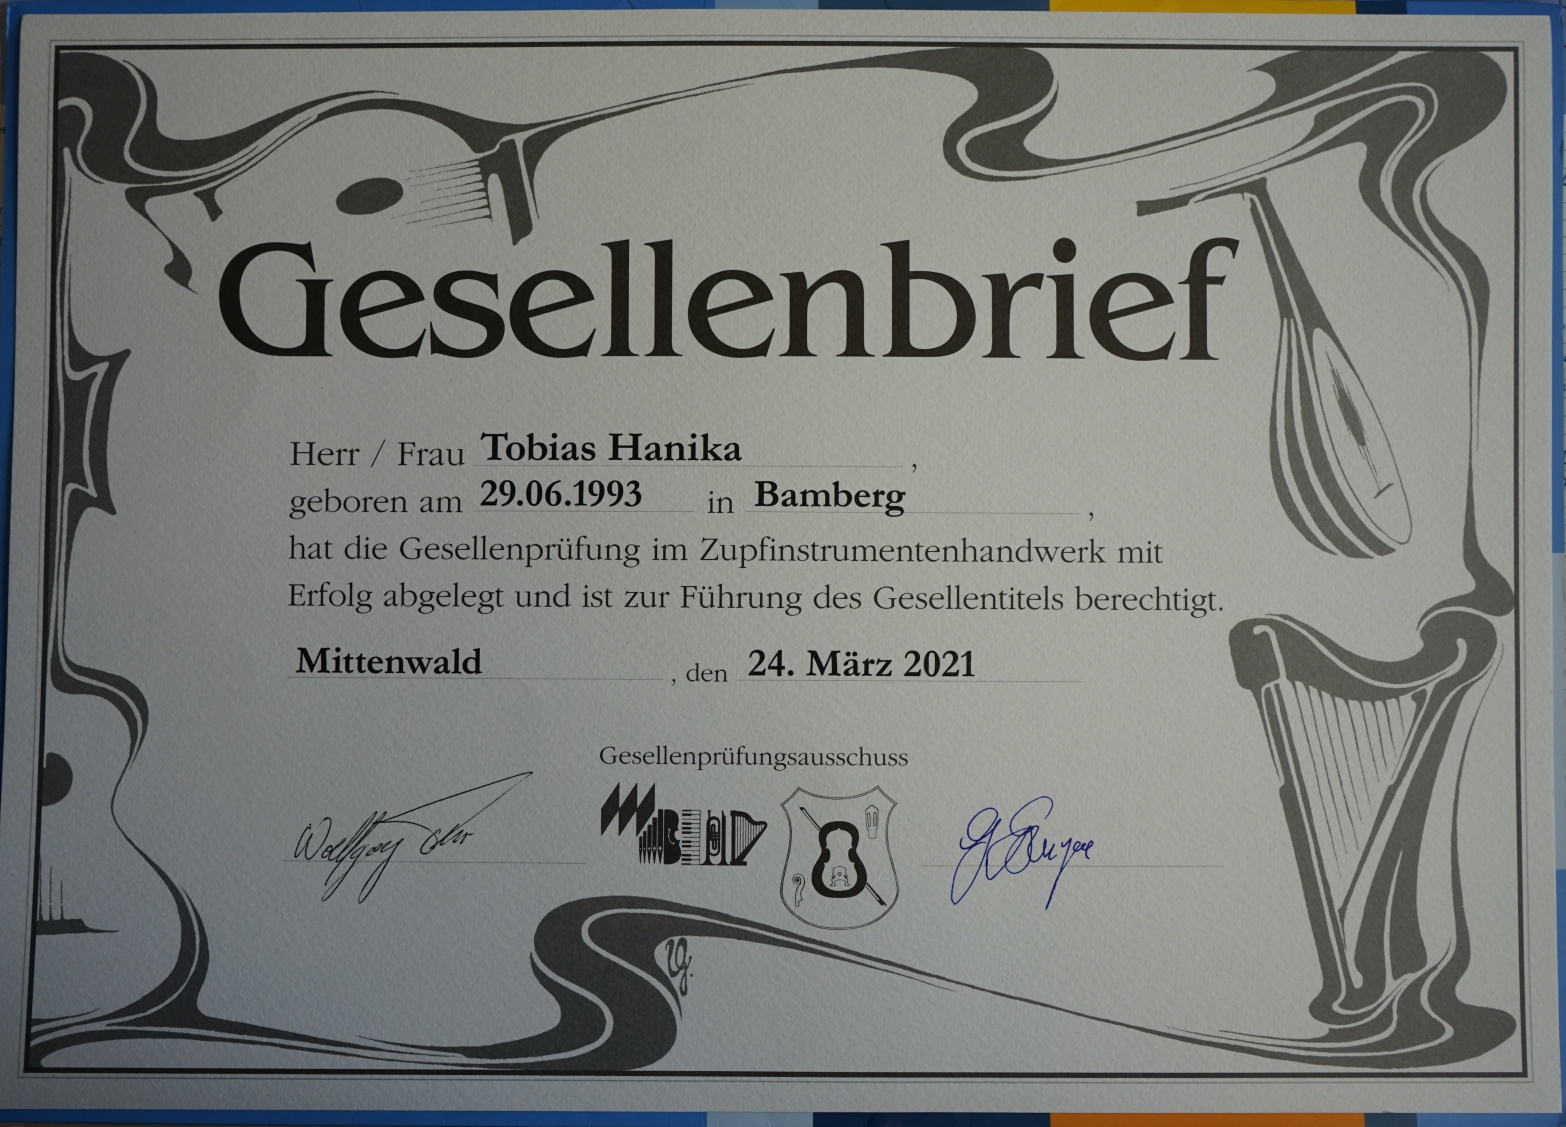 Gesellenbrief
Herr / Frau Tobias Hanika ,
geboren am 29.06.1993 in Bamberg ,
hat die Gesellenprüfung im Zupfinstrumentenhandwerk mit
Erfolg abgelegt und ist zur Führung des Gesellentitels berechtigt.
Mittenwald , den 24. März 2021
Gesellenprüfungsausschuss
Wolfgang